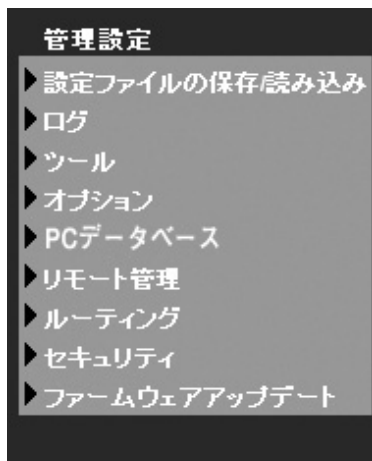 管理設定
設定ファイルの保存/読み込み
ログ
ツール
オプション
PCデータベース
リモート管理
ルーティング
セキュリティ
ファームウェアアップデート